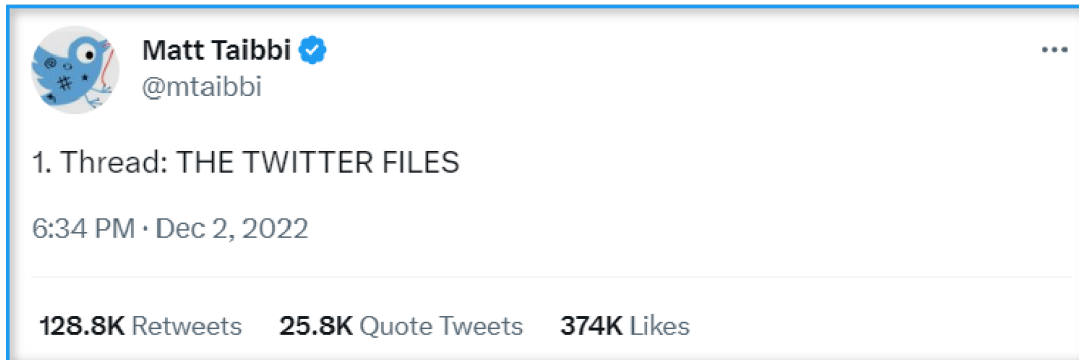 Matt Taibbi
@mtaibbi
1. Thread: THE TWITTER FILES
6:34 PM · Dec 2, 2022
128.8K Retweets 25.8K Quote Tweets 374K Likes